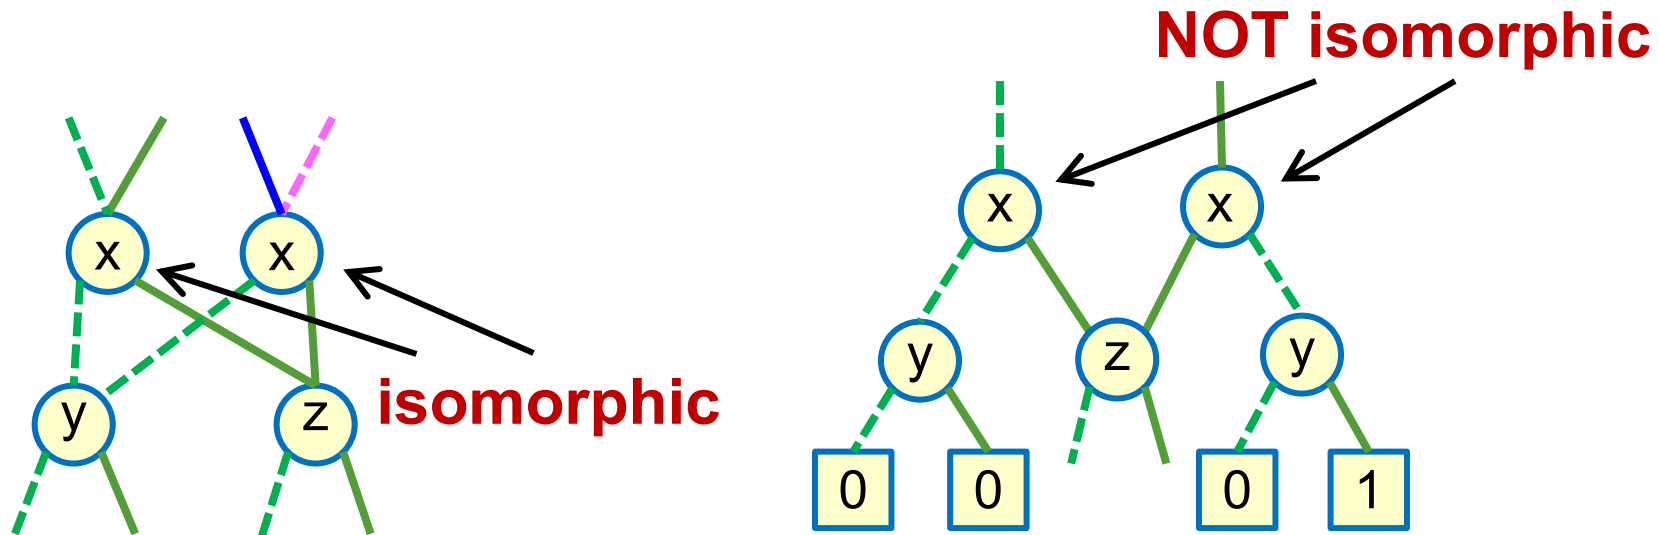 NOT isomorphic
x x
y z
isomorphic
x x
y z y
0 0 0 1